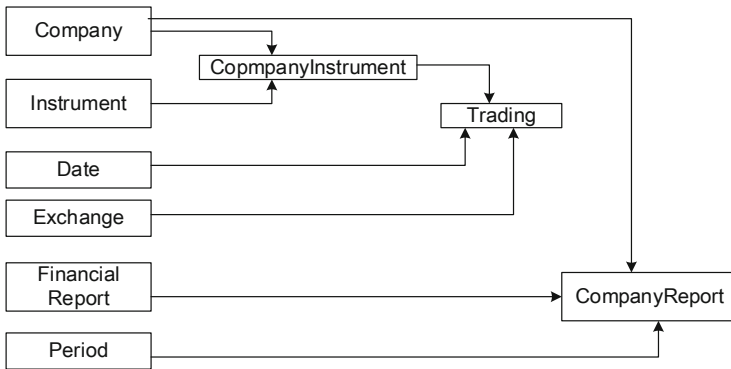 Company
CopmpanyInstrument
Instrument
Trading
Date
Exchange
Financial
Report
CompanyReport
Period